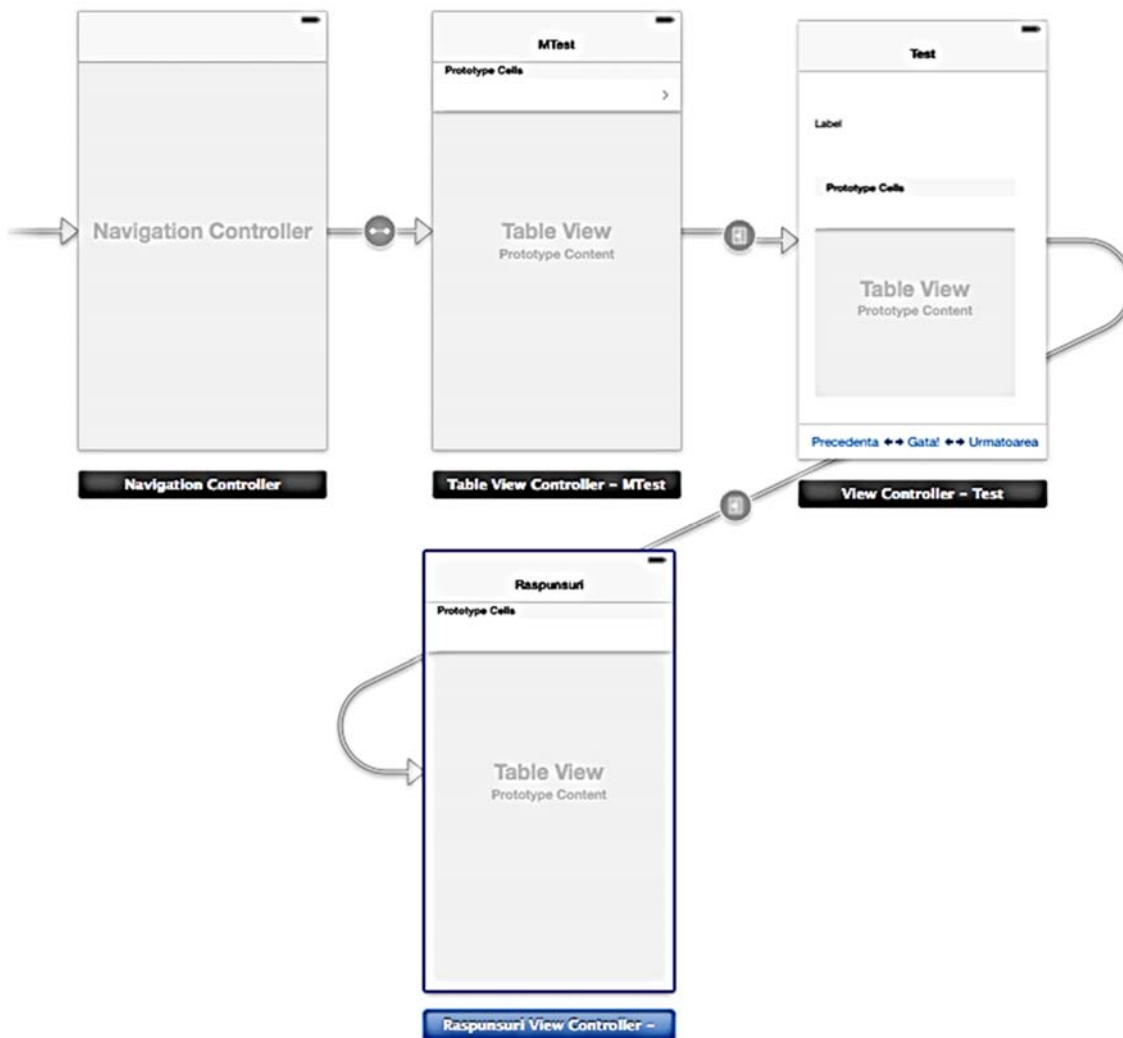 Navigation Controller
Navigation Controller
MTest
Prototype Cells
Table View
Prototype Content
Table View Controller – MTest
Test
Label
Prototype Cells
Table View
Prototype Content
Precedenta Gata! Urmatoarea
View Controller – Test
Raspunsuri
Prototype Cells
Table View
Prototype Content
Raspunsuri View Controller –